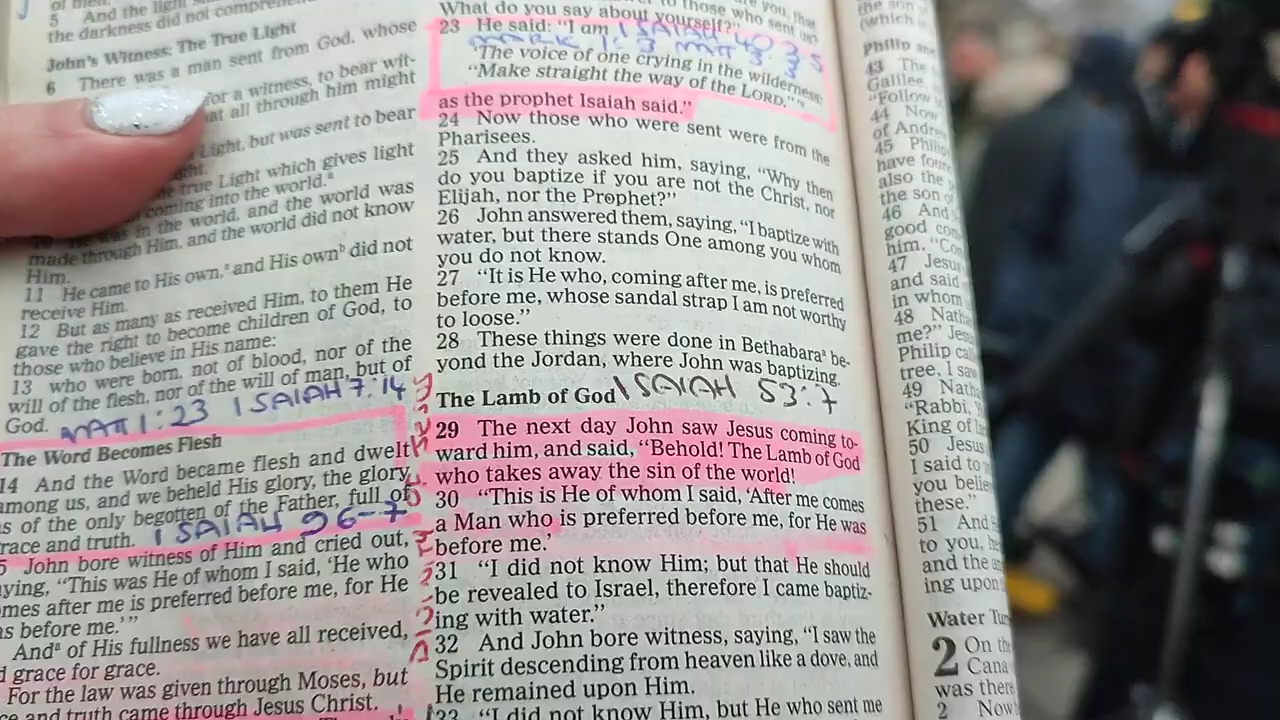 5 And the light
the darkness did not
John's Witness: The True Light
6 There was a man sent from God, whose
for a witness, to bear wit-
at all through him might
Light, but was sent to bear
true Light which gives light
coming into the world.ª
in the world, and the world was
made through Him, and the world did not know
Him.
11 He came to His own,ª and His ownᵇ did not
receive Him.
12 But as many as received Him, to them He
gave the right to become children of God, to
those who believe in His name:
13 who were born, not of blood, nor of the
will of the flesh, nor of the will of man, but of
God. MATT 1:23 ISAIAH 7:14
The Word Becomes Flesh
14 And the Word became flesh and dwelt
among us, and we beheld His glory, the glory
of the only begotten of the Father, full of
and truth. ISAIAH 9 6-7
John bore witness of Him and cried out,
"This was He of whom I said, 'He who
after me is preferred before me, for He
before me.'"
Andª of His fullness we have all received,
grace for grace.
For the law was given through Moses, but
and truth came through Jesus Christ.
What do you say about yourself?"
23 He said: "I am ISAIAH 40 3-5
MARK 1:3 MATT 3:3
'The voice of one crying in the wilderness:
"Make straight the way of the LORD,"'ª
as the prophet Isaiah said."
24 Now those who were sent were from the
Pharisees.
25 And they asked him, saying, "Why then
do you baptize if you are not the Christ, nor
Elijah, nor the Prophet?"
26 John answered them, saying, "I baptize with
water, but there stands One among you whom
you do not know.
27 "It is He who, coming after me, is preferred
before me, whose sandal strap I am not worthy
to loose."
28 These things were done in Bethabaraª be-
yond the Jordan, where John was baptizing.
The Lamb of God ISAIAH 53:7
29 The next day John saw Jesus coming to-
ward him, and said, "Behold! The Lamb of God
who takes away the sin of the world!
30 "This is He of whom I said, 'After me comes
a Man who is preferred before me, for He was
before me.'
31 "I did not know Him; but that He should
be revealed to Israel, therefore I came baptiz-
ing with water."
32 And John bore witness, saying, "I saw the
Spirit descending from heaven like a dove, and
He remained upon Him.
33 "I did not know Him, but He who sent me
Philip
43 The
Galilee,
"Follow
44 Now
of Andre
45 Philip
have
also the
the son
46 And
good
him,
47 Jesus
and said
in whom
48
me?"
Philip
tree, I saw
49
"Rabbi,
King of
50 Jesus
I said to
you
these."
51 And
to you,
and the
ing upon
Water
2 On
Cana
was there
2 Now